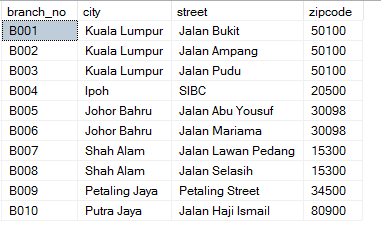 branch_no city street zipcode
B001 Kuala Lumpur Jalan Bukit 50100
B002 Kuala Lumpur Jalan Ampang 50100
B003 Kuala Lumpur Jalan Pudu 50100
B004 Ipoh SIBC 20500
B005 Johor Bahru Jalan Abu Yousuf 30098
B006 Johor Bahru Jalan Mariama 30098
B007 Shah Alam Jalan Lawan Pedang 15300
B008 Shah Alam Jalan Selasih 15300
B009 Petaling Jaya Petaling Street 34500
B010 Putra Jaya Jalan Haji Ismail 80900